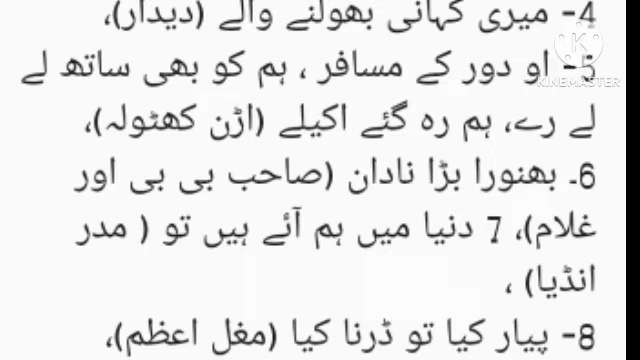 4- میری کہانی بھولنے والے (دیدار)،
5- او دور کے مسافر ، ہم کو بھی ساتھ لے
لے رے، ہم رہ گئے اکیلے (اڑن کھٹولہ)،
6۔ بھنورا بڑا نادان (صاحب بی بی اور
غلام)، 7 دنیا میں ہم آئے ہیں تو ( مدر
انڈیا) ،
8- پیار کیا تو ڈرنا کیا (مغل اعظم)،
KINEMASTER